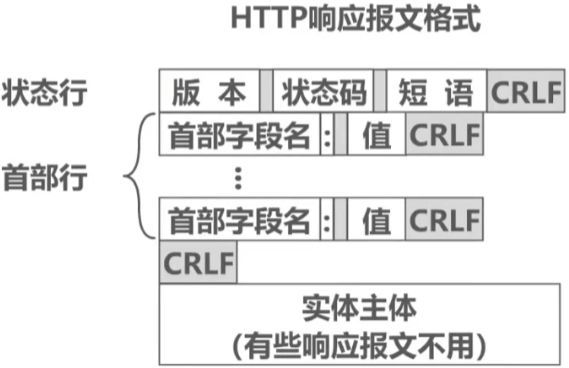 HTTP响应报文格式
状态行 版本 状态码 短语 CRLF
首部字段名 : 值 CRLF
首部行 ⋮
首部字段名 : 值 CRLF
CRLF
实体主体
(有些响应报文不用)